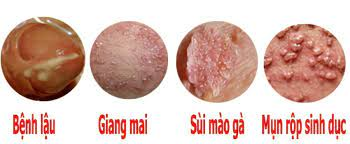 Bệnh lậu
Giang mai
Sùi mào gà
Mụn rộp sinh dục